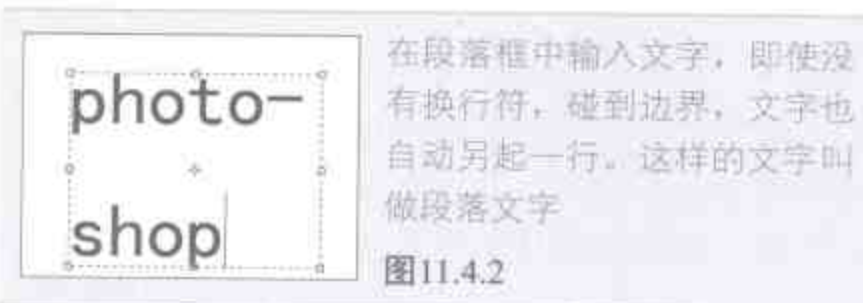 photo-
shop
在段落框中输入文字，即使没
有换行符，碰到边界，文字也
自动另起一行。这样的文字叫
做段落文字
图11.4.2